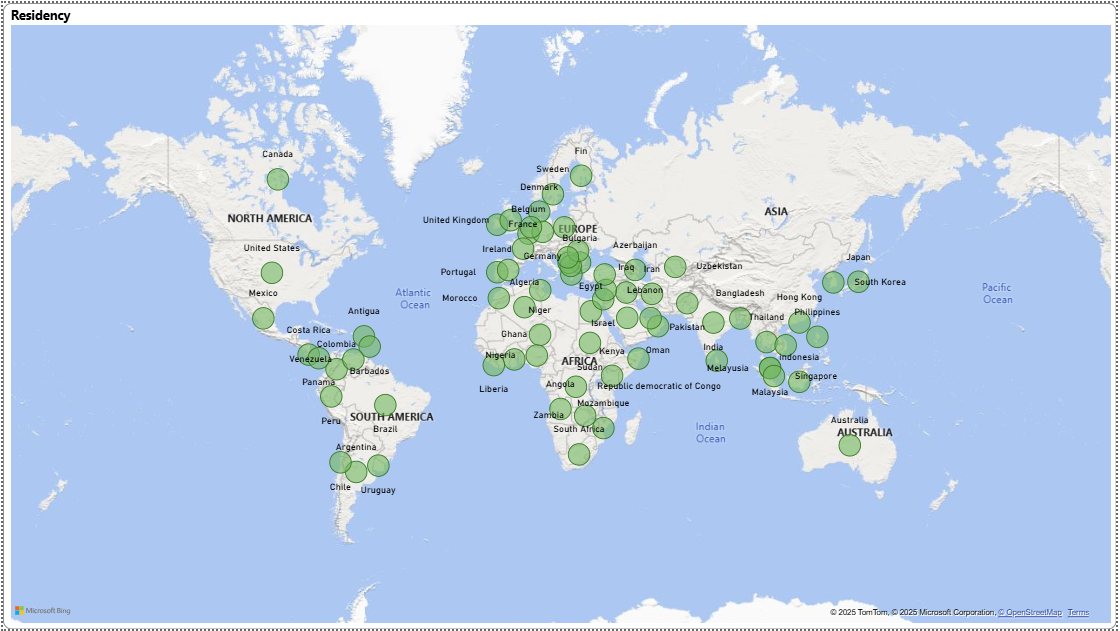 Residency
Canada
Fin
Sweden
Denmark
Belgium
United Kingdom
France
NORTH AMERICA
ASIA
EUROPE
Bulgaria
United States
Ireland
Germany
Azerbaijan
Japan
Portugal
Iraq
Iran
Uzbekistan
South Korea
Algeria
Egypt
Lebanon
Mexico
Atlantic
Ocean
Morocco
Bangladesh
Hong Kong
Pacific
Ocean
Antigua
Niger
Israel
Pakistan
Thailand
Philippines
Costa Rica
Ghana
Colombia
Venezuela
Nigeria
Kenya
Oman
India
Indonesia
AFRICA
Sudan
Barbados
Melayusia
Panama
Liberia
Angola
Republic democratic of Congo
Singapore
Malaysia
Mozambique
Zambia
SOUTH AMERICA
Peru
Brazil
South Africa
Indian
Ocean
Australia
AUSTRALIA
Argentina
Chile
Uruguay
Microsoft Bing
© 2025 TomTom, © 2025 Microsoft Corporation, © OpenStreetMap Terms